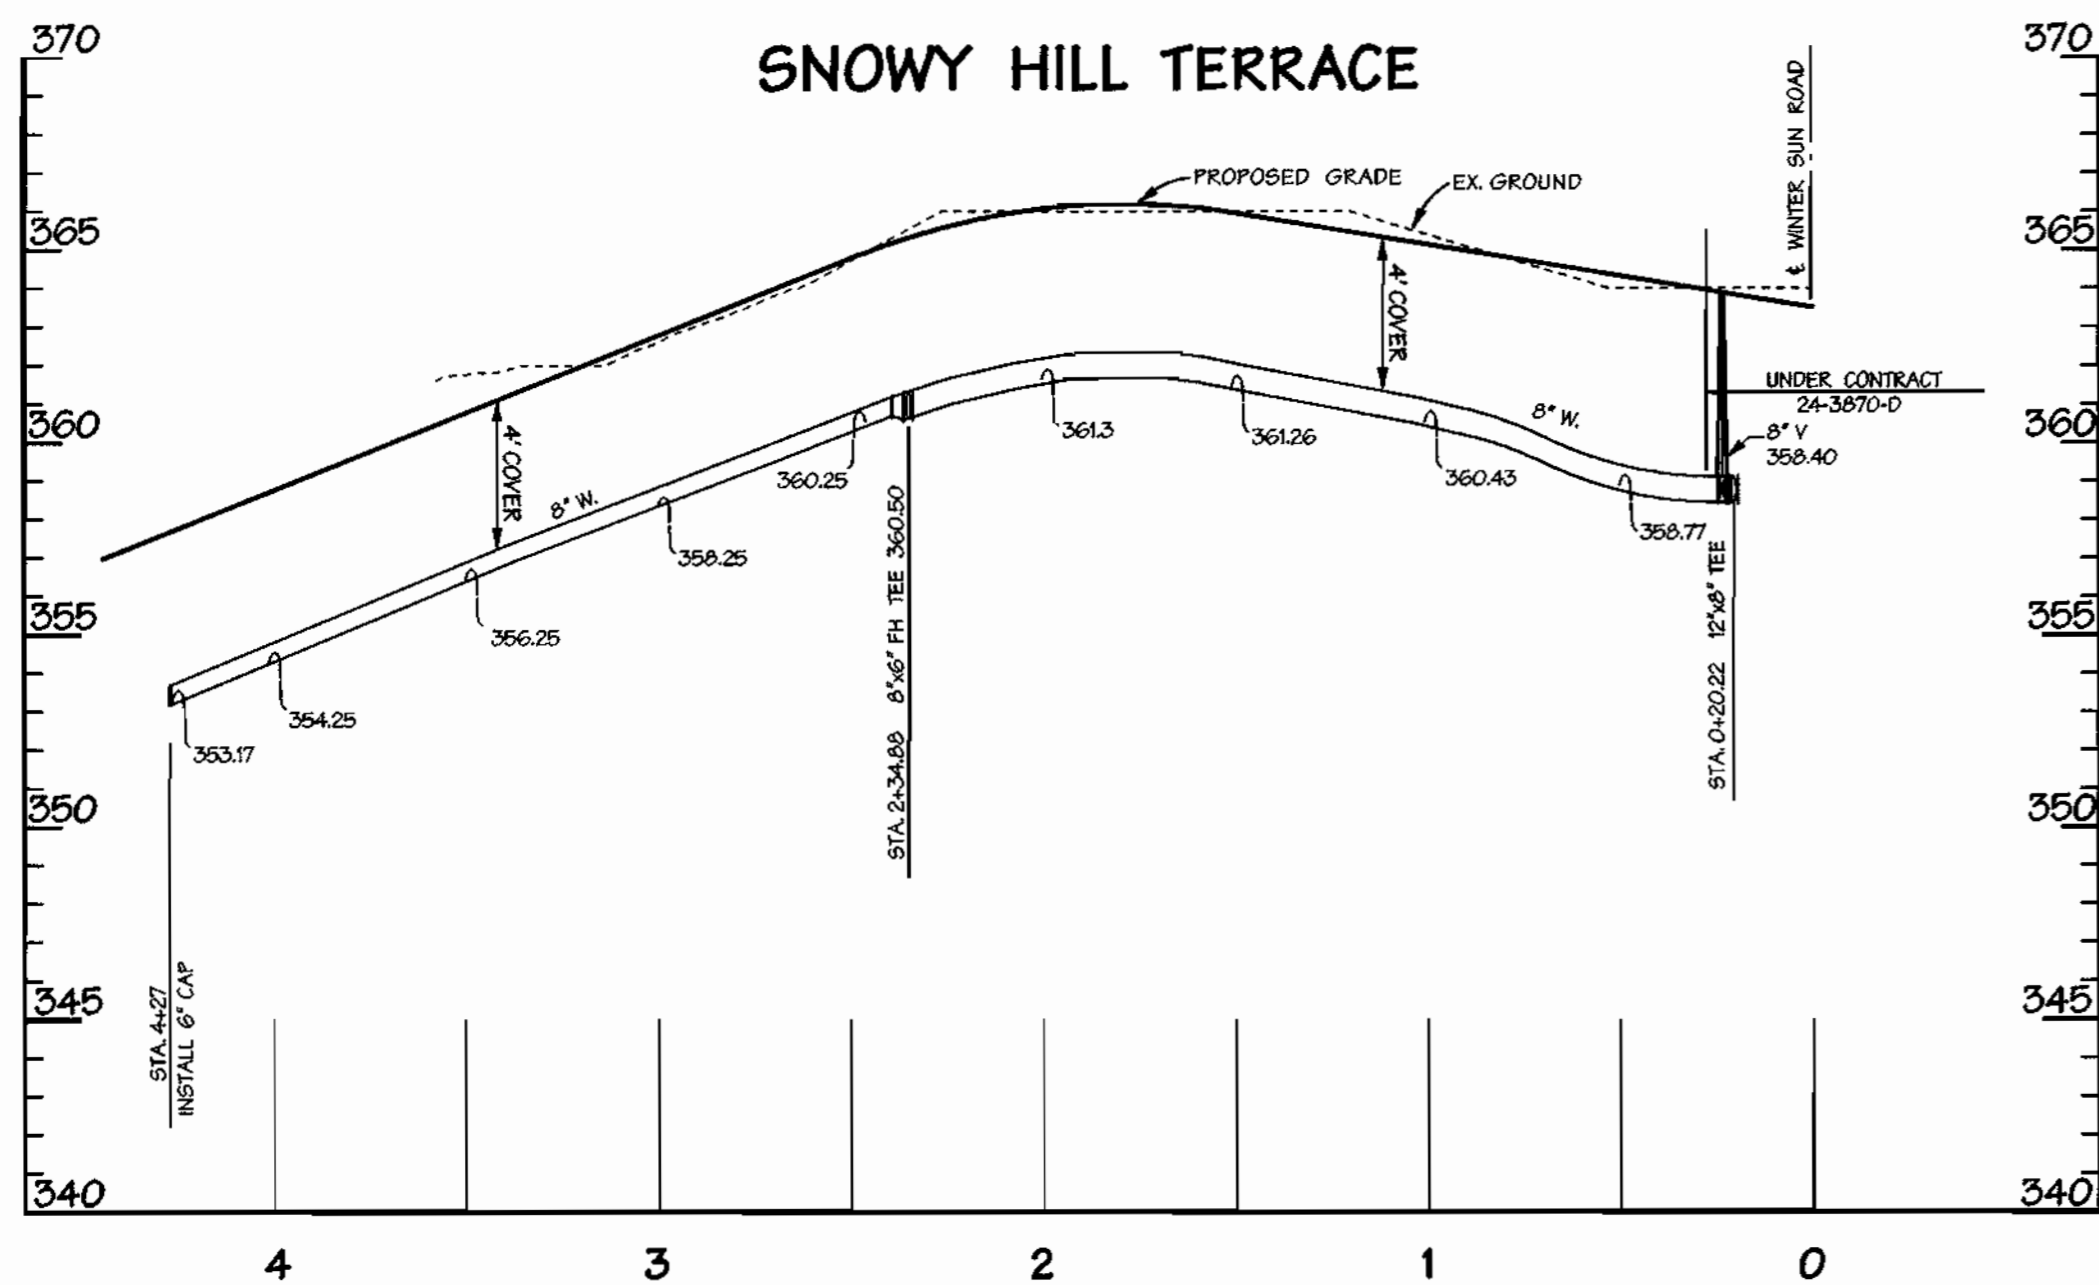 SNOWY HILL TERRACE
370
370
365
365
360
360
355
355
350
350
345
345
340
340
℄ WINTER SUN ROAD
PROPOSED GRADE
EX. GROUND
4' COVER
4' COVER
UNDER CONTRACT
24-3870-D
8" V
358.40
8" W.
8" W.
353.17
354.25
356.25
358.25
360.25
361.3
361.26
360.43
358.77
STA. 4+27
INSTALL 6" CAP
STA. 2+34.88 8"x6" FH TEE 360.50
STA. 0+20.22 12"x8" TEE
4
3
2
1
0